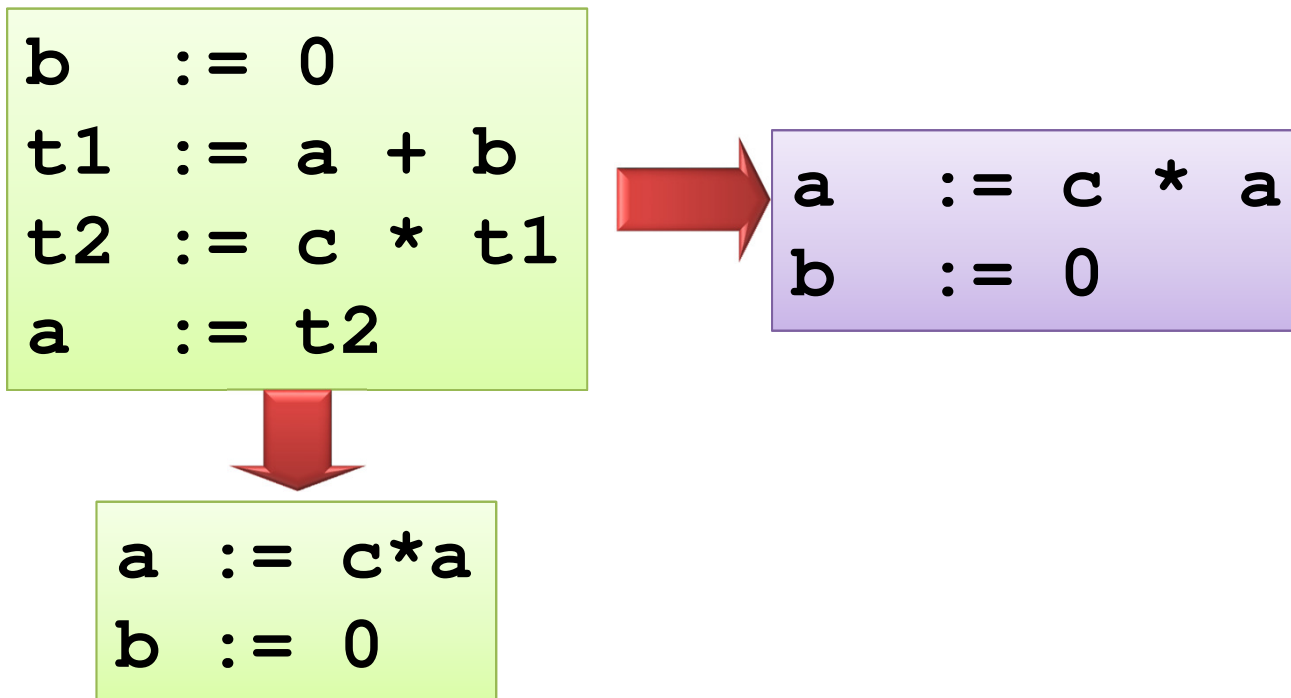 b := 0
t1 := a + b
t2 := c * t1
a := t2
a := c * a
b := 0
a := c*a
b := 0